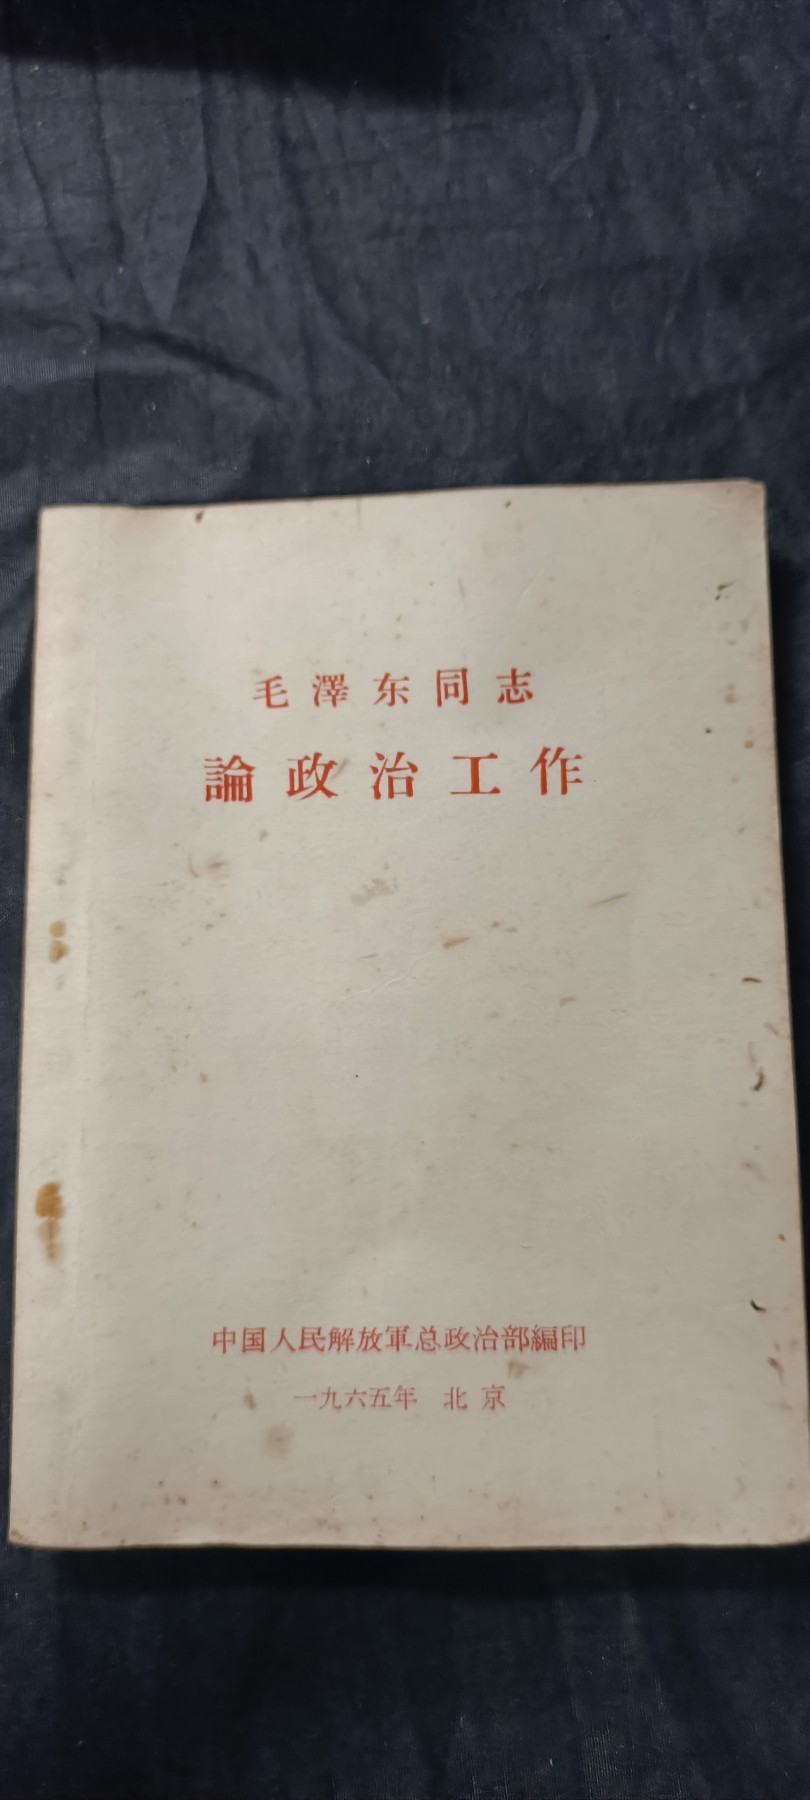 毛澤东同志
論政治工作
中国人民解放軍总政治部編印
一九六五年 北京